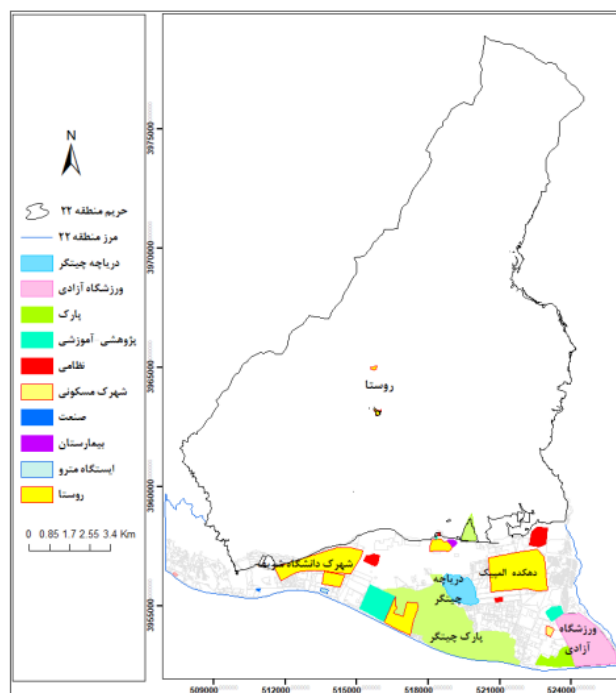 N
حریم منطقه ۲۲
مرز منطقه ۲۲
دریاچه چیتگر
ورزشگاه آزادی
پارک
پژوهشی آموزشی
نظامی
شهرک مسکونی
صنعت
بیمارستان
ایستگاه مترو
روستا
0 0.85 1.7 2.55 3.4 Km
3975000
3970000
3965000
3960000
3955000
روستا
شهرک دانشگاه شریف
دریاچه
چیتگر
دهکده المپیک
پارک چیتگر
ورزشگاه
آزادی
509000 512000 515000 518000 521000 524000